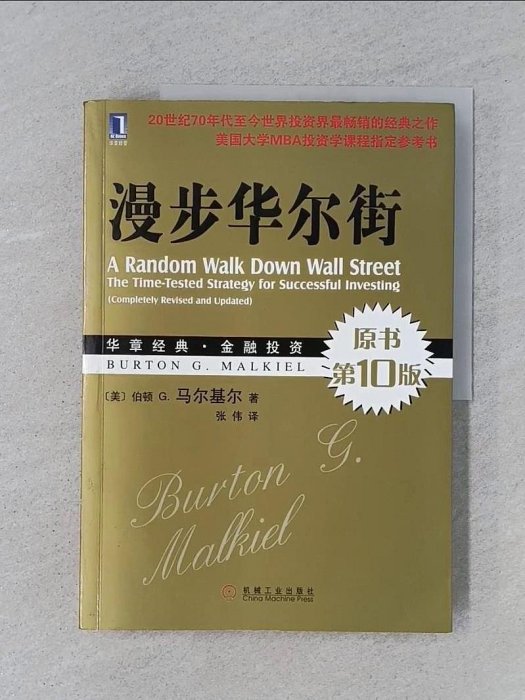 20世纪70年代至今世界投资界最畅销的经典之作
美国大学MBA投资学课程指定参考书
华章经管
漫步华尔街
A Random Walk Down Wall Street
The Time-Tested Strategy for Successful Investing
(Completely Revised and Updated)
华章经典·金融投资
BURTON G. MALKIEL
原书
第10版
〔美〕伯顿 G. 马尔基尔 著
张伟 译
Burton G.
Malkiel
机械工业出版社
China Machine Press